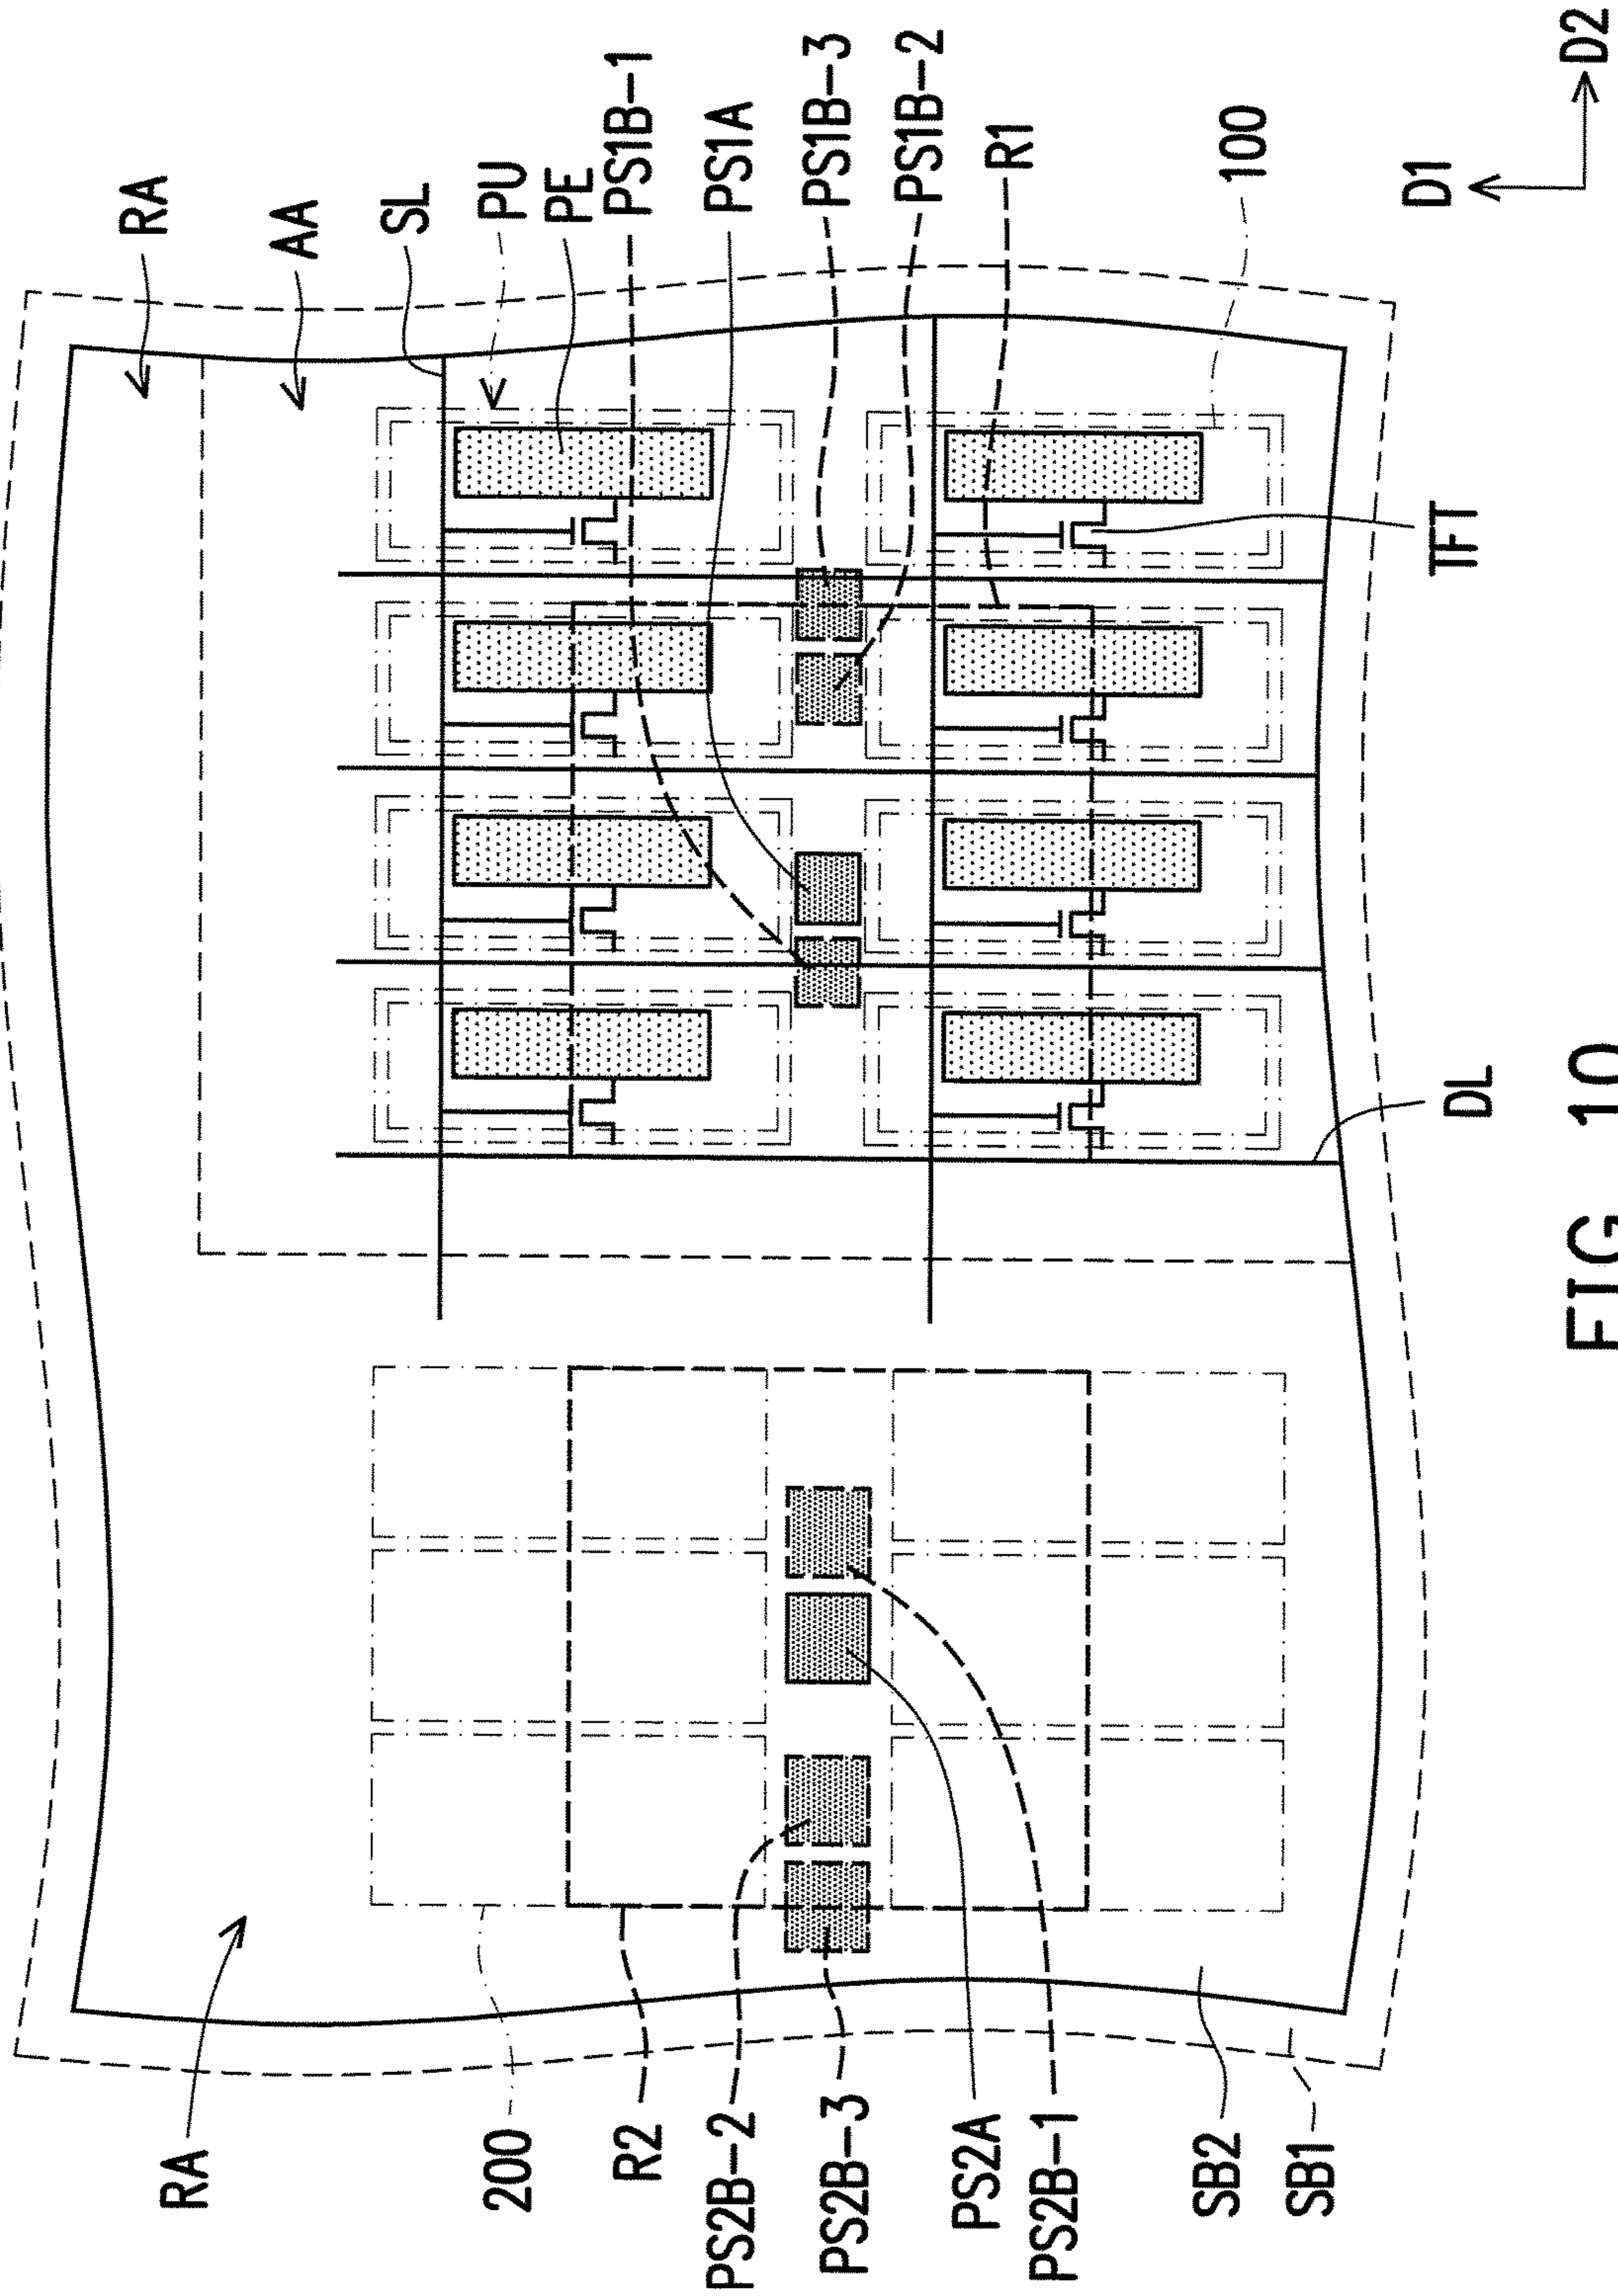 RA
AA
SL
PU
PE
PS1B-1
PS1A
PS1B-3
PS1B-2
R1
100
D1
D2
TFT
DL
RA
200
R2
PS2B-2
PS2B-3
PS2A
PS2B-1
SB2
SB1
FIG. 10